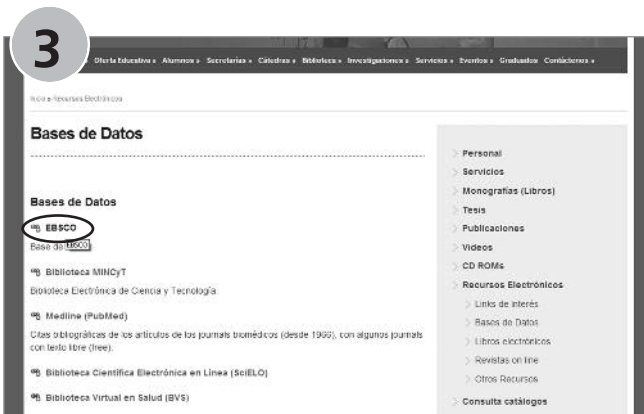 3
Oferta Educativa » Alumnos » Secretarías » Cátedras » Biblioteca » Investigaciones » Servicios » Eventos » Graduados Contáctenos »
Inicio » Recursos Electrónicos
Bases de Datos
Bases de Datos
EBSCO
Base de EBSCO
Biblioteca MINCyT
Biblioteca Electrónica de Ciencia y Tecnología.
Medline (PubMed)
Citas bibliográficas de los artículos de los journals biomédicos (desde 1966), con algunos journals
con texto libre (free).
Biblioteca Científica Electrónica en Línea (SciELO)
Biblioteca Virtual en Salud (BVS)
Personal
Servicios
Monografías (Libros)
Tesis
Publicaciones
Videos
CD ROMs
Recursos Electrónicos
Links de interés
Bases de Datos
Libros electrónicos
Revistas on line
Otros Recursos
Consulta catálogos